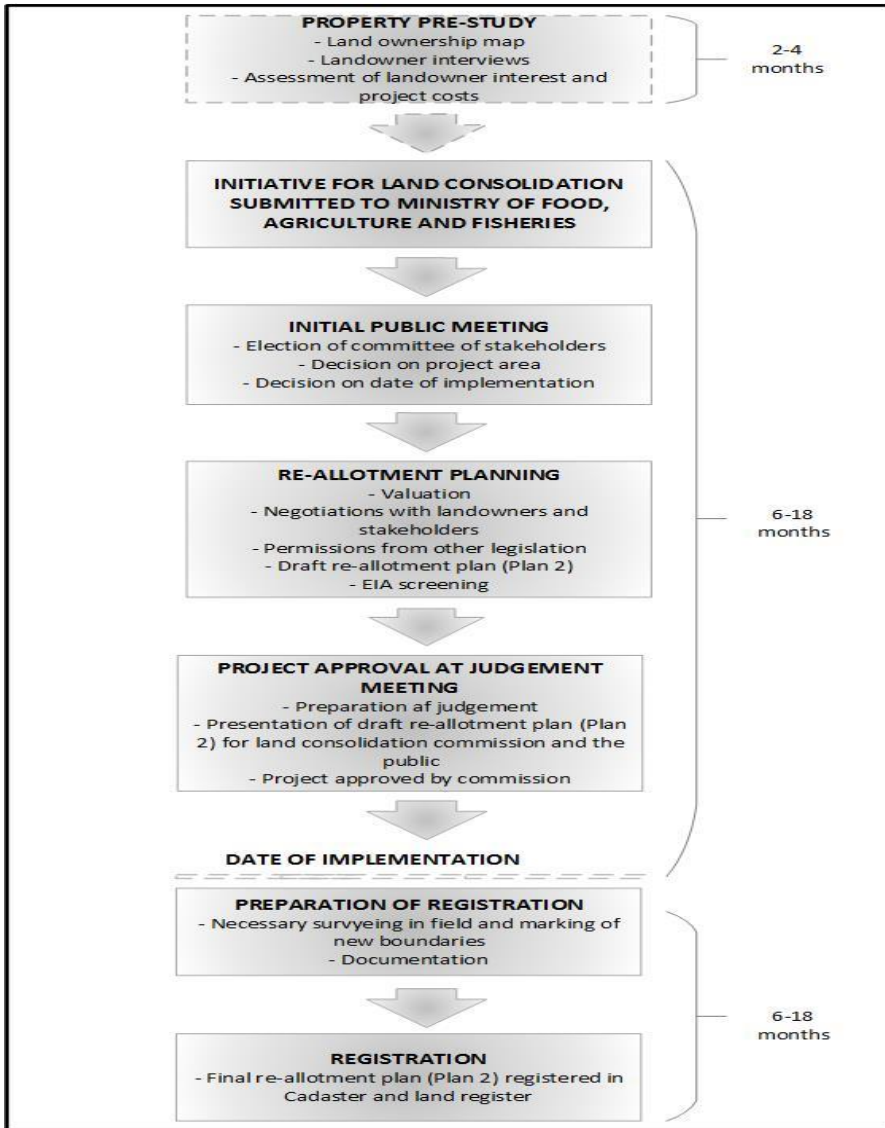 PROPERTY PRE-STUDY
- Land ownership map
- Landowner interviews
- Assessment of landowner interest and
project costs
2-4
months
INITIATIVE FOR LAND CONSOLIDATION
SUBMITTED TO MINISTRY OF FOOD,
AGRICULTURE AND FISHERIES
INITIAL PUBLIC MEETING
- Election of committee of stakeholders
- Decision on project area
- Decision on date of implementation
RE-ALLOTMENT PLANNING
- Valuation
- Negotiations with landowners and
stakeholders
- Permissions from other legislation
- Draft re-allotment plan (Plan 2)
- EIA screening
6-18
months
PROJECT APPROVAL AT JUDGEMENT
MEETING
- Preparation af judgement
- Presentation of draft re-allotment plan (Plan
2) for land consolidation commission and the
public
- Project approved by commission
DATE OF IMPLEMENTATION
PREPARATION OF REGISTRATION
- Necessary survyeing in field and marking of
new boundaries
- Documentation
6-18
months
REGISTRATION
- Final re-allotment plan (Plan 2) registered in
Cadaster and land register